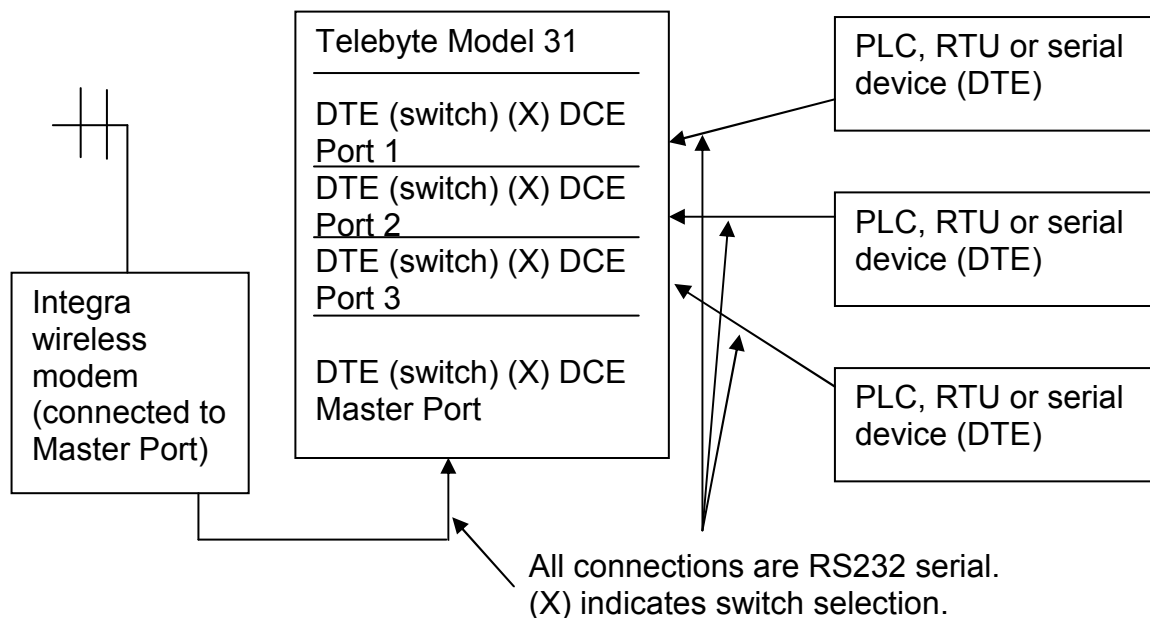 Telebyte Model 31
DTE (switch) (X) DCE
Port 1
DTE (switch) (X) DCE
Port 2
DTE (switch) (X) DCE
Port 3
DTE (switch) (X) DCE
Master Port
PLC, RTU or serial
device (DTE)
PLC, RTU or serial
device (DTE)
PLC, RTU or serial
device (DTE)
Integra
wireless
modem
(connected to
Master Port)
All connections are RS232 serial.
(X) indicates switch selection.